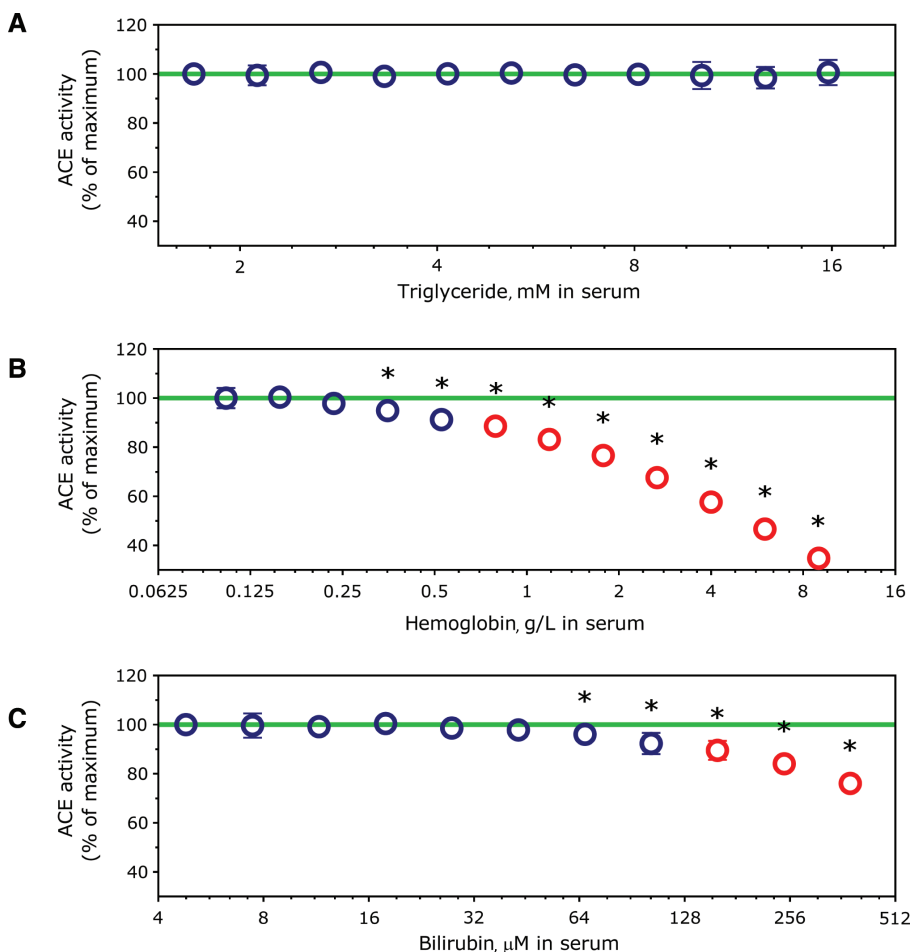 A
ACE activity
(% of maximum)
120
100
80
60
40
2
4
8
16
Triglyceride, mM in serum
B
ACE activity
(% of maximum)
120
100
80
60
40
* * * * * * * * * *
0.0625
0.125
0.25
0.5
1
2
4
8
16
Hemoglobin, g/L in serum
C
ACE activity
(% of maximum)
120
100
80
60
40
* * * * *
4
8
16
32
64
128
256
512
Bilirubin, μM in serum